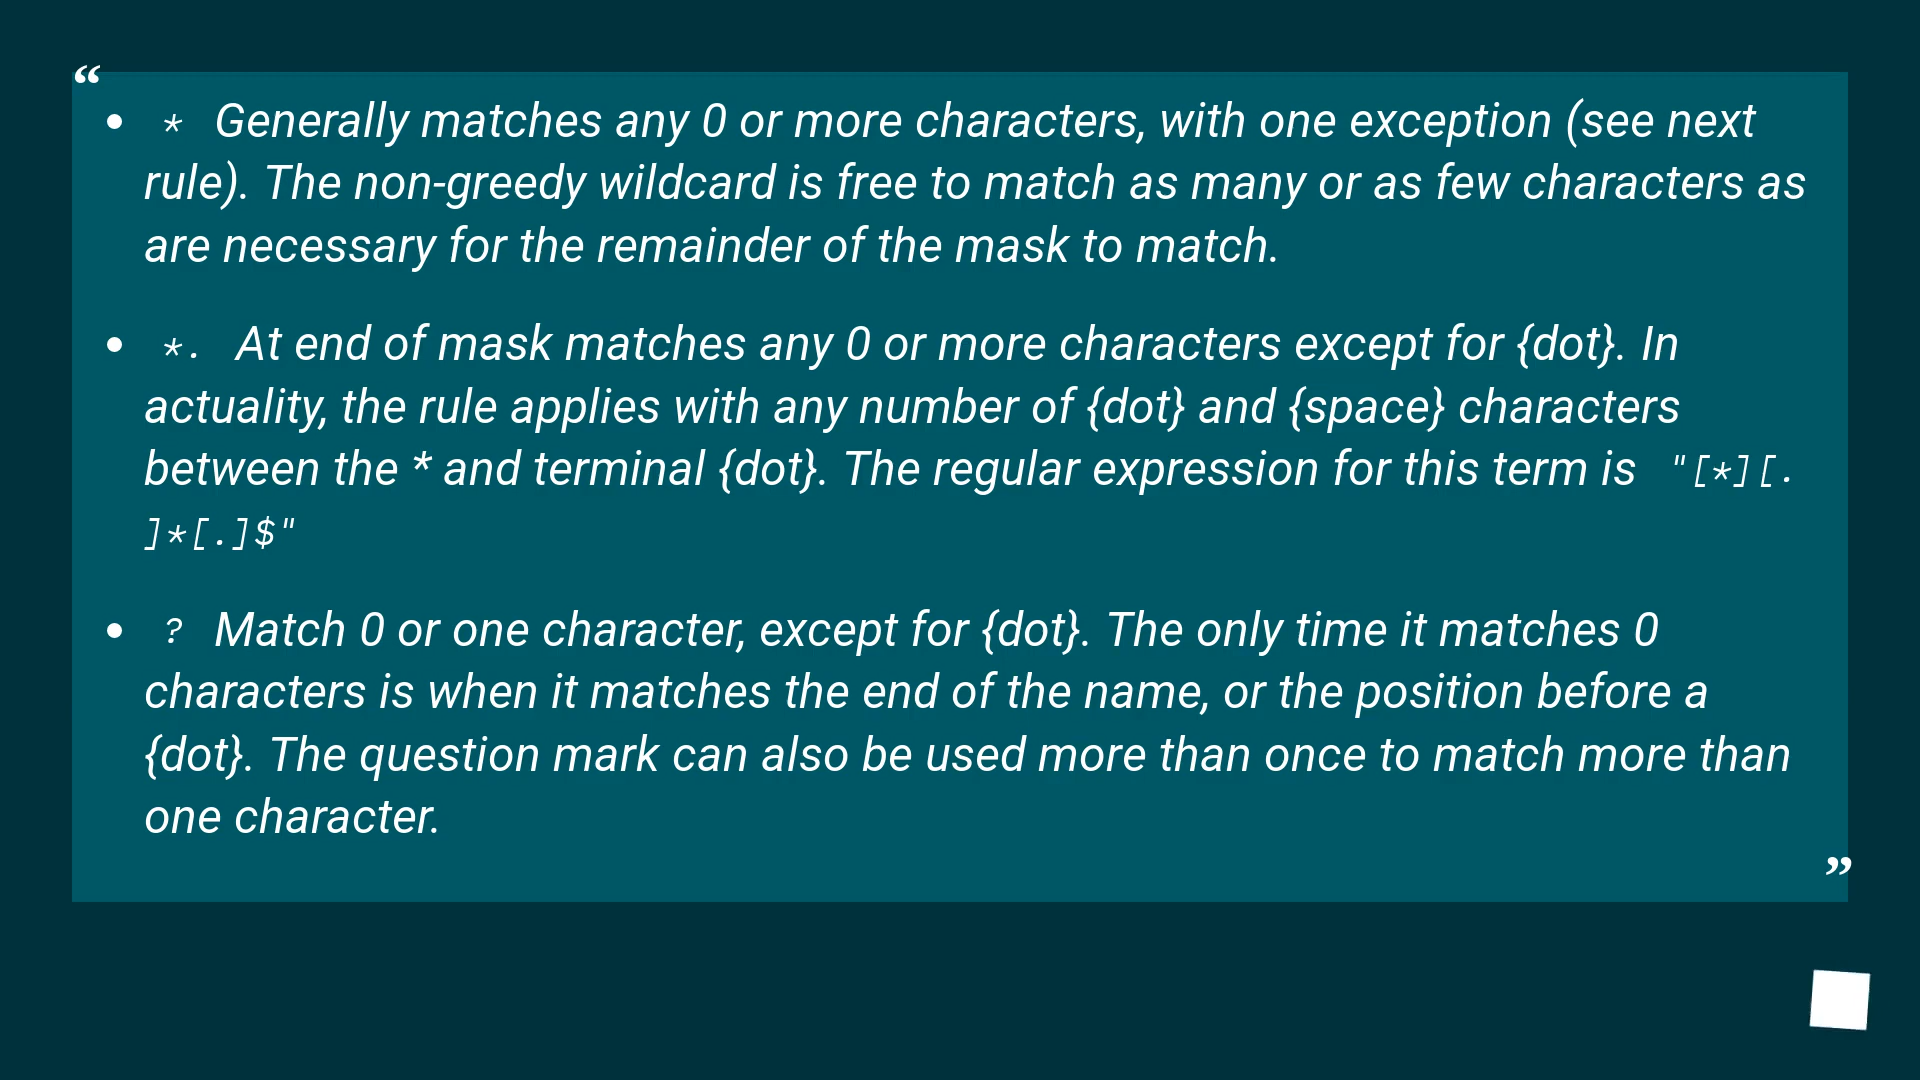 “
• * Generally matches any 0 or more characters, with one exception (see next
rule). The non-greedy wildcard is free to match as many or as few characters as
are necessary for the remainder of the mask to match.
• *. At end of mask matches any 0 or more characters except for {dot}. In
actuality, the rule applies with any number of {dot} and {space} characters
between the * and terminal {dot}. The regular expression for this term is "[*][.
]*[.]$"
• ? Match 0 or one character, except for {dot}. The only time it matches 0
characters is when it matches the end of the name, or the position before a
{dot}. The question mark can also be used more than once to match more than
one character.
”